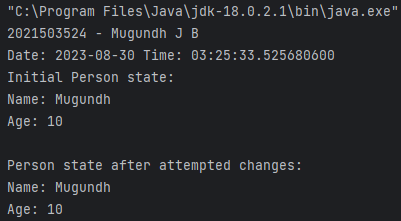 "C:\Program Files\Java\jdk-18.0.2.1\bin\java.exe"
2021503524 - Mugundh J B
Date: 2023-08-30 Time: 03:25:33.525680600
Initial Person state:
Name: Mugundh
Age: 10
Person state after attempted changes:
Name: Mugundh
Age: 10